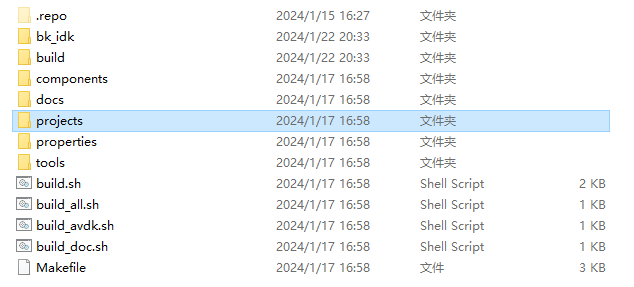 .repo 2024/1/15 16:27 文件夹
bk_idk 2024/1/22 20:33 文件夹
build 2024/1/22 20:33 文件夹
components 2024/1/17 16:58 文件夹
docs 2024/1/17 16:58 文件夹
projects 2024/1/17 16:58 文件夹
properties 2024/1/17 16:58 文件夹
tools 2024/1/17 16:58 文件夹
build.sh 2024/1/17 16:58 Shell Script 2 KB
build_all.sh 2024/1/17 16:58 Shell Script 1 KB
build_avdk.sh 2024/1/17 16:58 Shell Script 1 KB
build_doc.sh 2024/1/17 16:58 Shell Script 1 KB
Makefile 2024/1/17 16:58 文件 3 KB